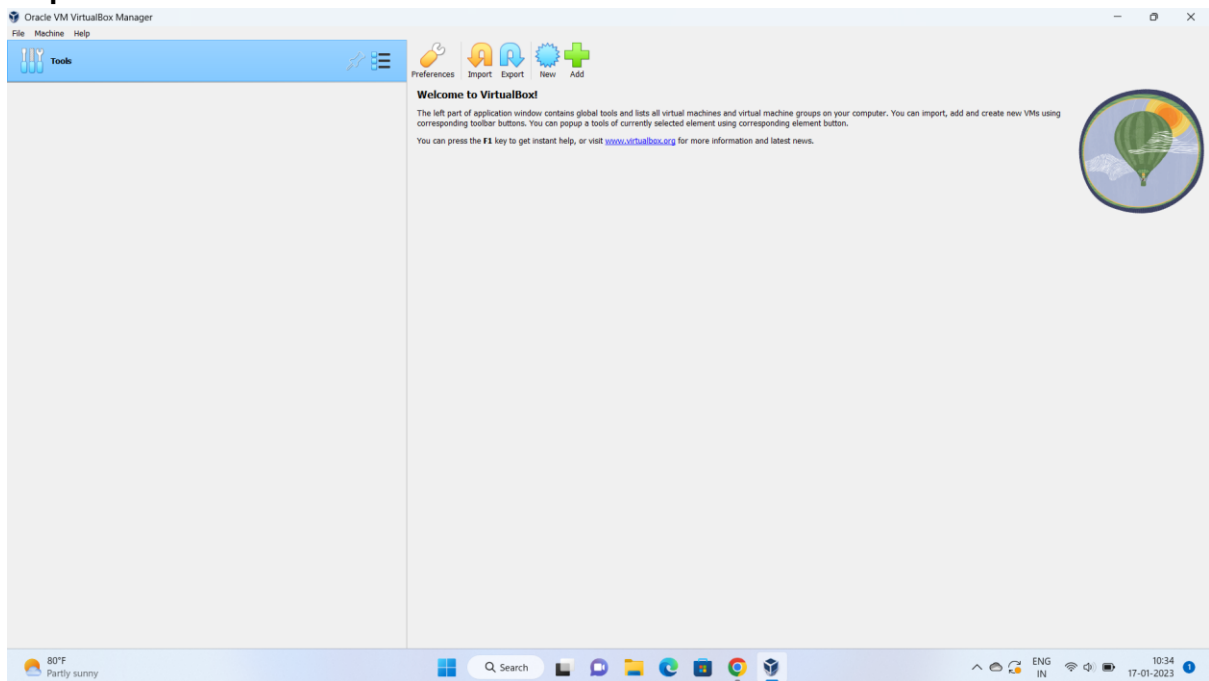 Oracle VM VirtualBox Manager
File Machine Help
Tools
Preferences Import Export New Add
Welcome to VirtualBox!
The left part of application window contains global tools and lists all virtual machines and virtual machine groups on your computer. You can import, add and create new VMs using
corresponding toolbar buttons. You can popup a tools of currently selected element using corresponding element button.
You can press the F1 key to get instant help, or visit www.virtualbox.org for more information and latest news.
80°F
Partly sunny
Search
ENG
IN
10:34
17-01-2023
1